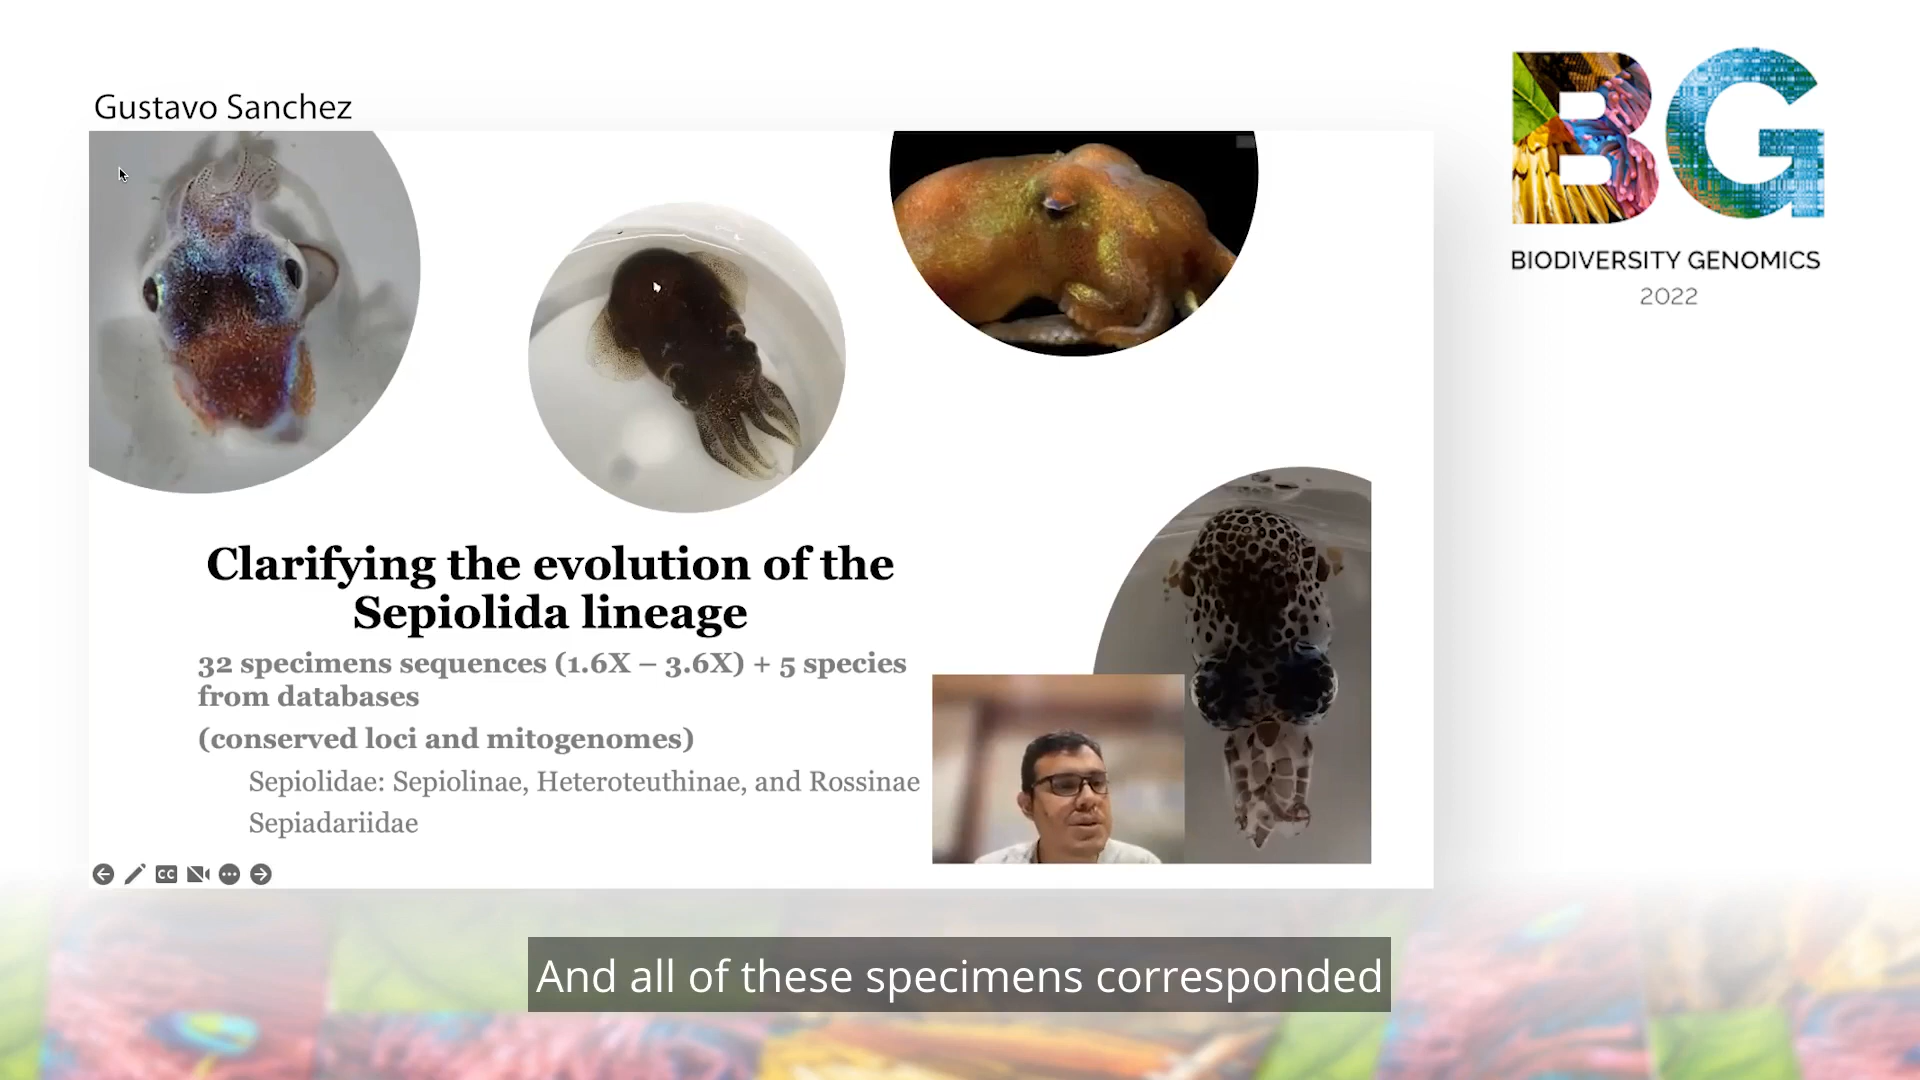 Gustavo Sanchez
BG
BIODIVERSITY GENOMICS
2022
Clarifying the evolution of the
Sepiolida lineage
32 specimens sequences (1.6X – 3.6X) + 5 species
from databases
(conserved loci and mitogenomes)
Sepiolidae: Sepiolinae, Heteroteuthinae, and Rossinae
Sepiadariidae
CC
And all of these specimens corresponded